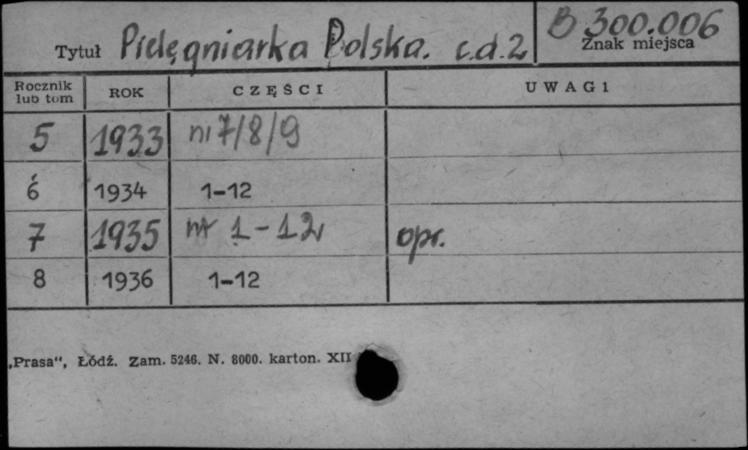 Tytuł Pielęgniarka Polska. c.d.2
B 300.006
Znak miejsca
Rocznik lub tom ROK CZĘŚCI UWAGI
5 1933 nr 7/8/9
6 1934 1-12
7 1935 nr 1-12 opr.
8 1936 1-12
„Prasa", Łódź. Zam. 5246. N. 8000. karton. XII